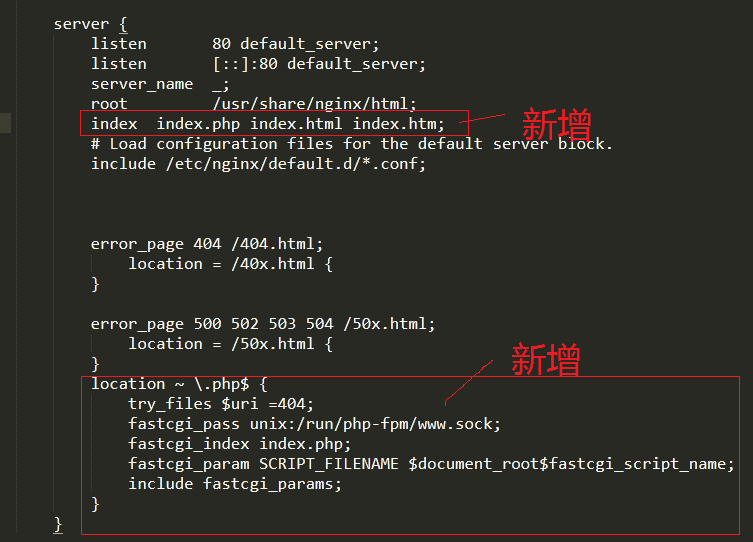 server {
listen 80 default_server;
listen [::]:80 default_server;
server_name _;
root /usr/share/nginx/html;
index index.php index.html index.htm;
新增
# Load configuration files for the default server block.
include /etc/nginx/default.d/*.conf;
error_page 404 /404.html;
location = /40x.html {
}
error_page 500 502 503 504 /50x.html;
location = /50x.html {
}
新增
location ~ \.php$ {
try_files $uri =404;
fastcgi_pass unix:/run/php-fpm/www.sock;
fastcgi_index index.php;
fastcgi_param SCRIPT_FILENAME $document_root$fastcgi_script_name;
include fastcgi_params;
}
}